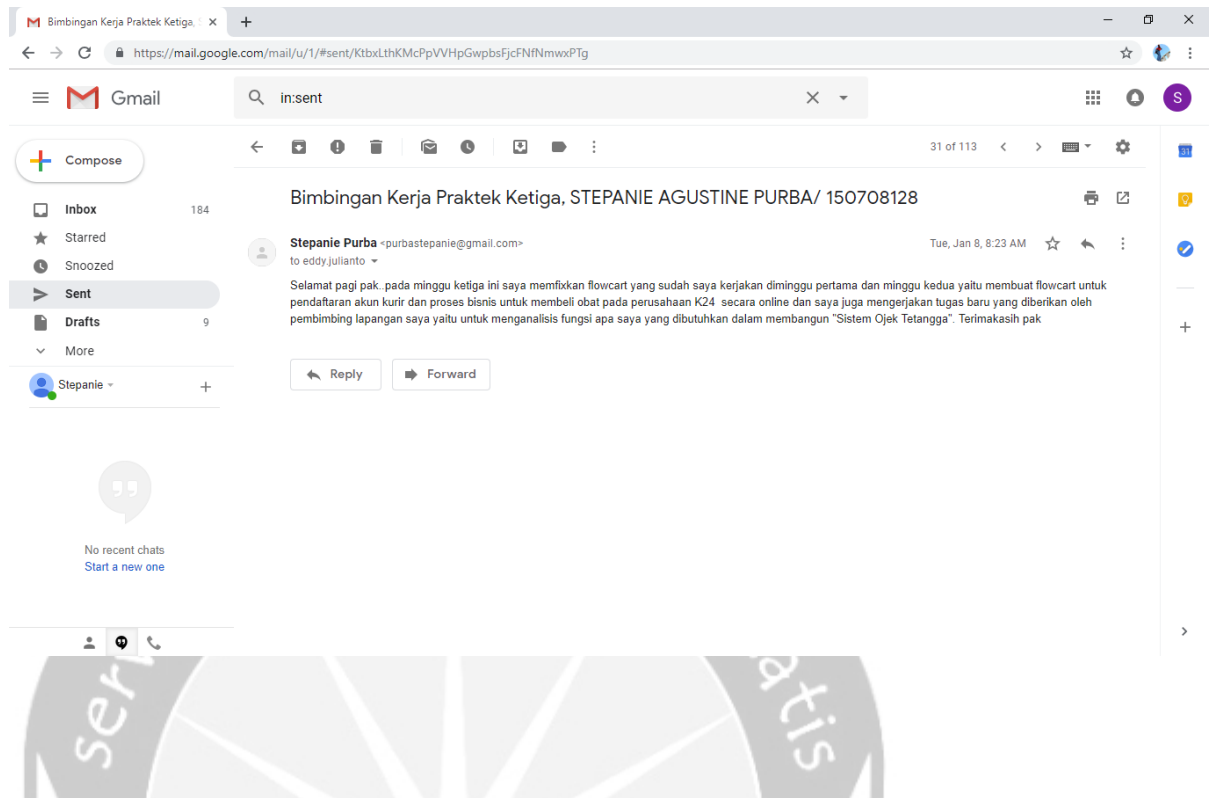 Bimbingan Kerja Praktek Ketiga, S
https://mail.google.com/mail/u/1/#sent/KtbxLthKMcPpVVHpGwpbsFjcFNfNmwxPTg
Gmail
in:sent
S
Compose
31 of 113
31
Bimbingan Kerja Praktek Ketiga, STEPANIE AGUSTINE PURBA/ 150708128
Inbox 184
Starred
Snoozed
Sent
Drafts 9
More
Stepanie Purba <purbastepanie@gmail.com>
Tue, Jan 8, 8:23 AM
to eddy.julianto
Selamat pagi pak..pada minggu ketiga ini saya memfixkan flowcart yang sudah saya kerjakan diminggu pertama dan minggu kedua yaitu membuat flowcart untuk
pendaftaran akun kurir dan proses bisnis untuk membeli obat pada perusahaan K24 secara online dan saya juga mengerjakan tugas baru yang diberikan oleh
pembimbing lapangan saya yaitu untuk menganalisis fungsi apa saya yang dibutuhkan dalam membangun "Sistem Ojek Tetangga". Terimakasih pak
Reply
Forward
Stepanie
No recent chats
Start a new one